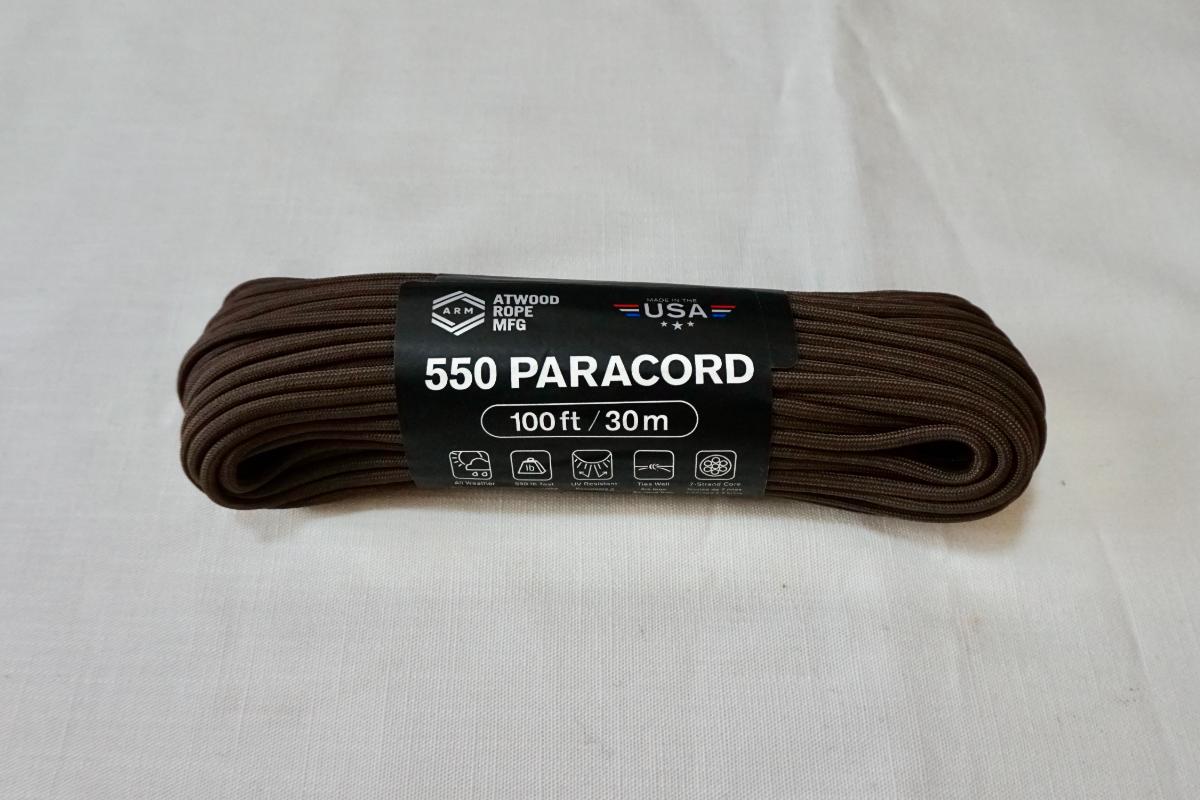 ARM
ATWOOD
ROPE
MFG
MADE IN THE
USA
550 PARACORD
100 ft / 30 m
lb
All Weather
550 lb Test
UV Resistant
Ties Well
7-Strand Core